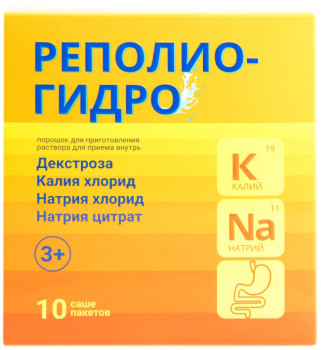 РЕПОЛИО-
ГИДРО
порошок для приготовления
раствора для приема внутрь
Декстроза
Калия хлорид
Натрия хлорид
Натрия цитрат
19
K
КАЛИЙ
11
Na
НАТРИЙ
3+
10 саше
пакетов